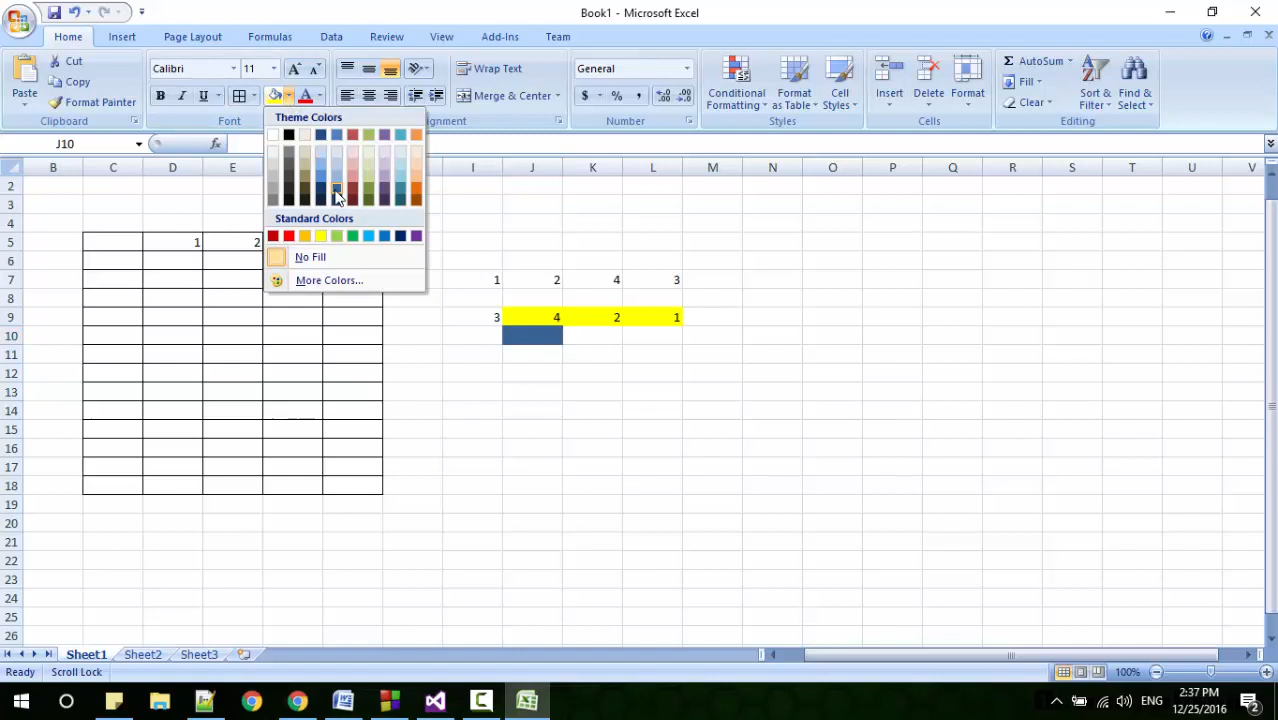 Book1 - Microsoft Excel
Home Insert Page Layout Formulas Data Review View Add-Ins Team
Paste
Cut
Copy
Format Painter
Clipboard
Calibri 11
B I U
Font
Wrap Text
Merge & Center
gnment
General
$ % ,
Number
Conditional Formatting
Format as Table
Cell Styles
Styles
Insert
Delete
Format
Cells
Σ AutoSum
Fill
Clear
Sort & Filter
Find & Select
Editing
J10 fx
Theme Colors
Standard Colors
No Fill
More Colors...
B C D E I J K L M N O P Q R S T U V
2
3
4
5 1 2
6
7 1 2 4 3
8
9 3 4 2 1
10
11
12
13
14
15
16
17
18
19
20
21
22
23
24
25
26
Sheet1 Sheet2 Sheet3
Ready Scroll Lock 100%
ENG
2:37 PM
12/25/2016
2